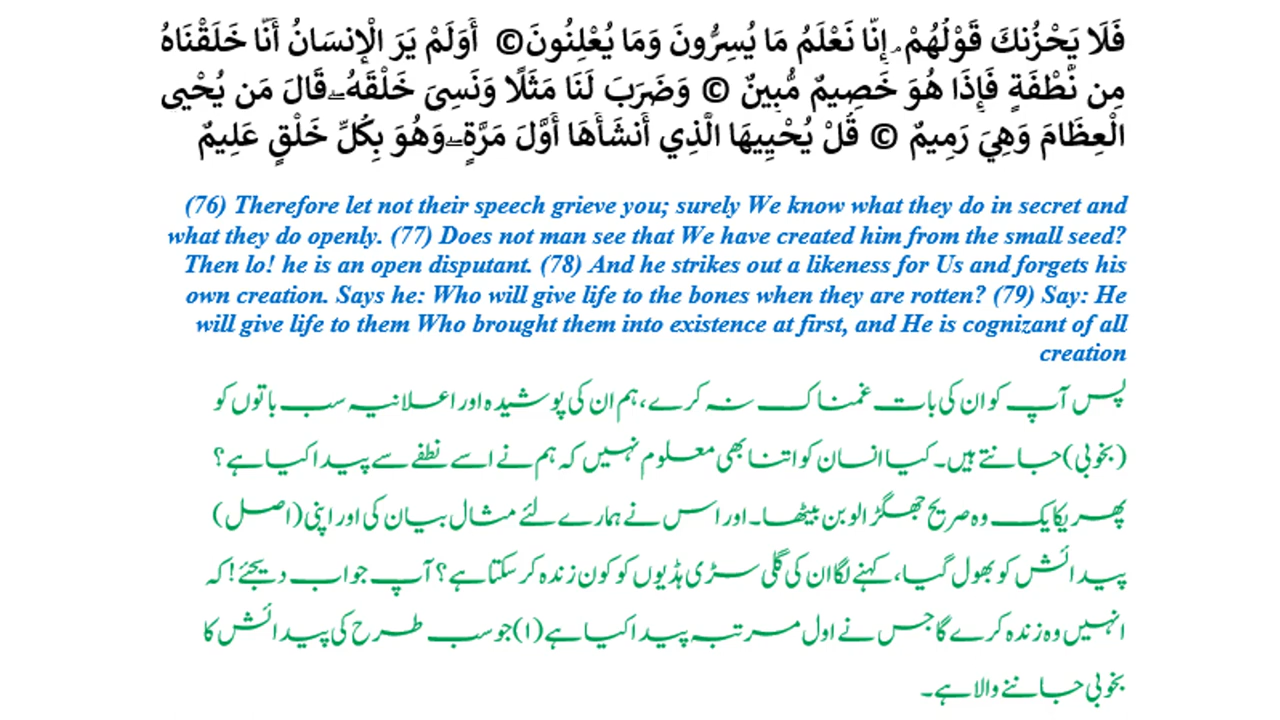 فَلَا يَحْزُنكَ قَوْلُهُمْ ۘ إِنَّا نَعْلَمُ مَا يُسِرُّونَ وَمَا يُعْلِنُونَ© أَوَلَمْ يَرَ الْإِنسَانُ أَنَّا خَلَقْنَاهُ
مِن نُّطْفَةٍ فَإِذَا هُوَ خَصِيمٌ مُّبِينٌ © وَضَرَبَ لَنَا مَثَلًا وَنَسِىَ خَلْقَهُ ۖ قَالَ مَن يُحْيِى
الْعِظَامَ وَهِيَ رَمِيمٌ © قُلْ يُحْيِيهَا الَّذِي أَنشَأَهَا أَوَّلَ مَرَّةٍ ۖ وَهُوَ بِكُلِّ خَلْقٍ عَلِيمٌ
(76) Therefore let not their speech grieve you; surely We know what they do in secret and
what they do openly. (77) Does not man see that We have created him from the small seed?
Then lo! he is an open disputant. (78) And he strikes out a likeness for Us and forgets his
own creation. Says he: Who will give life to the bones when they are rotten? (79) Say: He
will give life to them Who brought them into existence at first, and He is cognizant of all
creation
پس آپ کو ان کی بات غمناک نہ کرے، ہم ان کی پوشیدہ اور اعلانیہ سب باتوں کو
(بخوبی) جانتے ہیں۔ کیا انسان کو اتنا بھی معلوم نہیں کہ ہم نے اسے نطفے سے پیدا کیا ہے؟
پھر یکایک وہ صریح جھگڑالو بن بیٹھا۔ اور اس نے ہمارے لئے مثال بیان کی اور اپنی (اصل)
پیدائش کو بھول گیا، کہنے لگا ان کی گلی سڑی ہڈیوں کو کون زندہ کر سکتا ہے؟ آپ جواب دیجئے! کہ
انہیں وہ زندہ کرے گا جس نے اول مرتبہ پیدا کیا ہے (۱) جو سب طرح کی پیدائش کا
بخوبی جاننے والا ہے۔